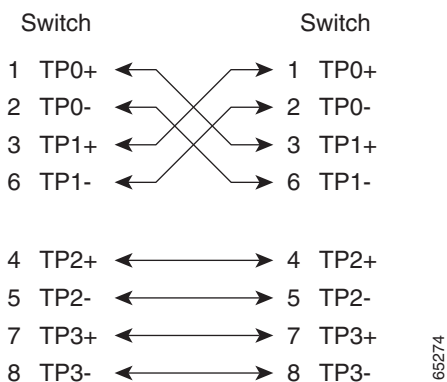 Switch Switch
1 TP0+ 1 TP0+
2 TP0- 2 TP0-
3 TP1+ 3 TP1+
6 TP1- 6 TP1-
4 TP2+ 4 TP2+
5 TP2- 5 TP2-
7 TP3+ 7 TP3+
8 TP3- 8 TP3-
65274